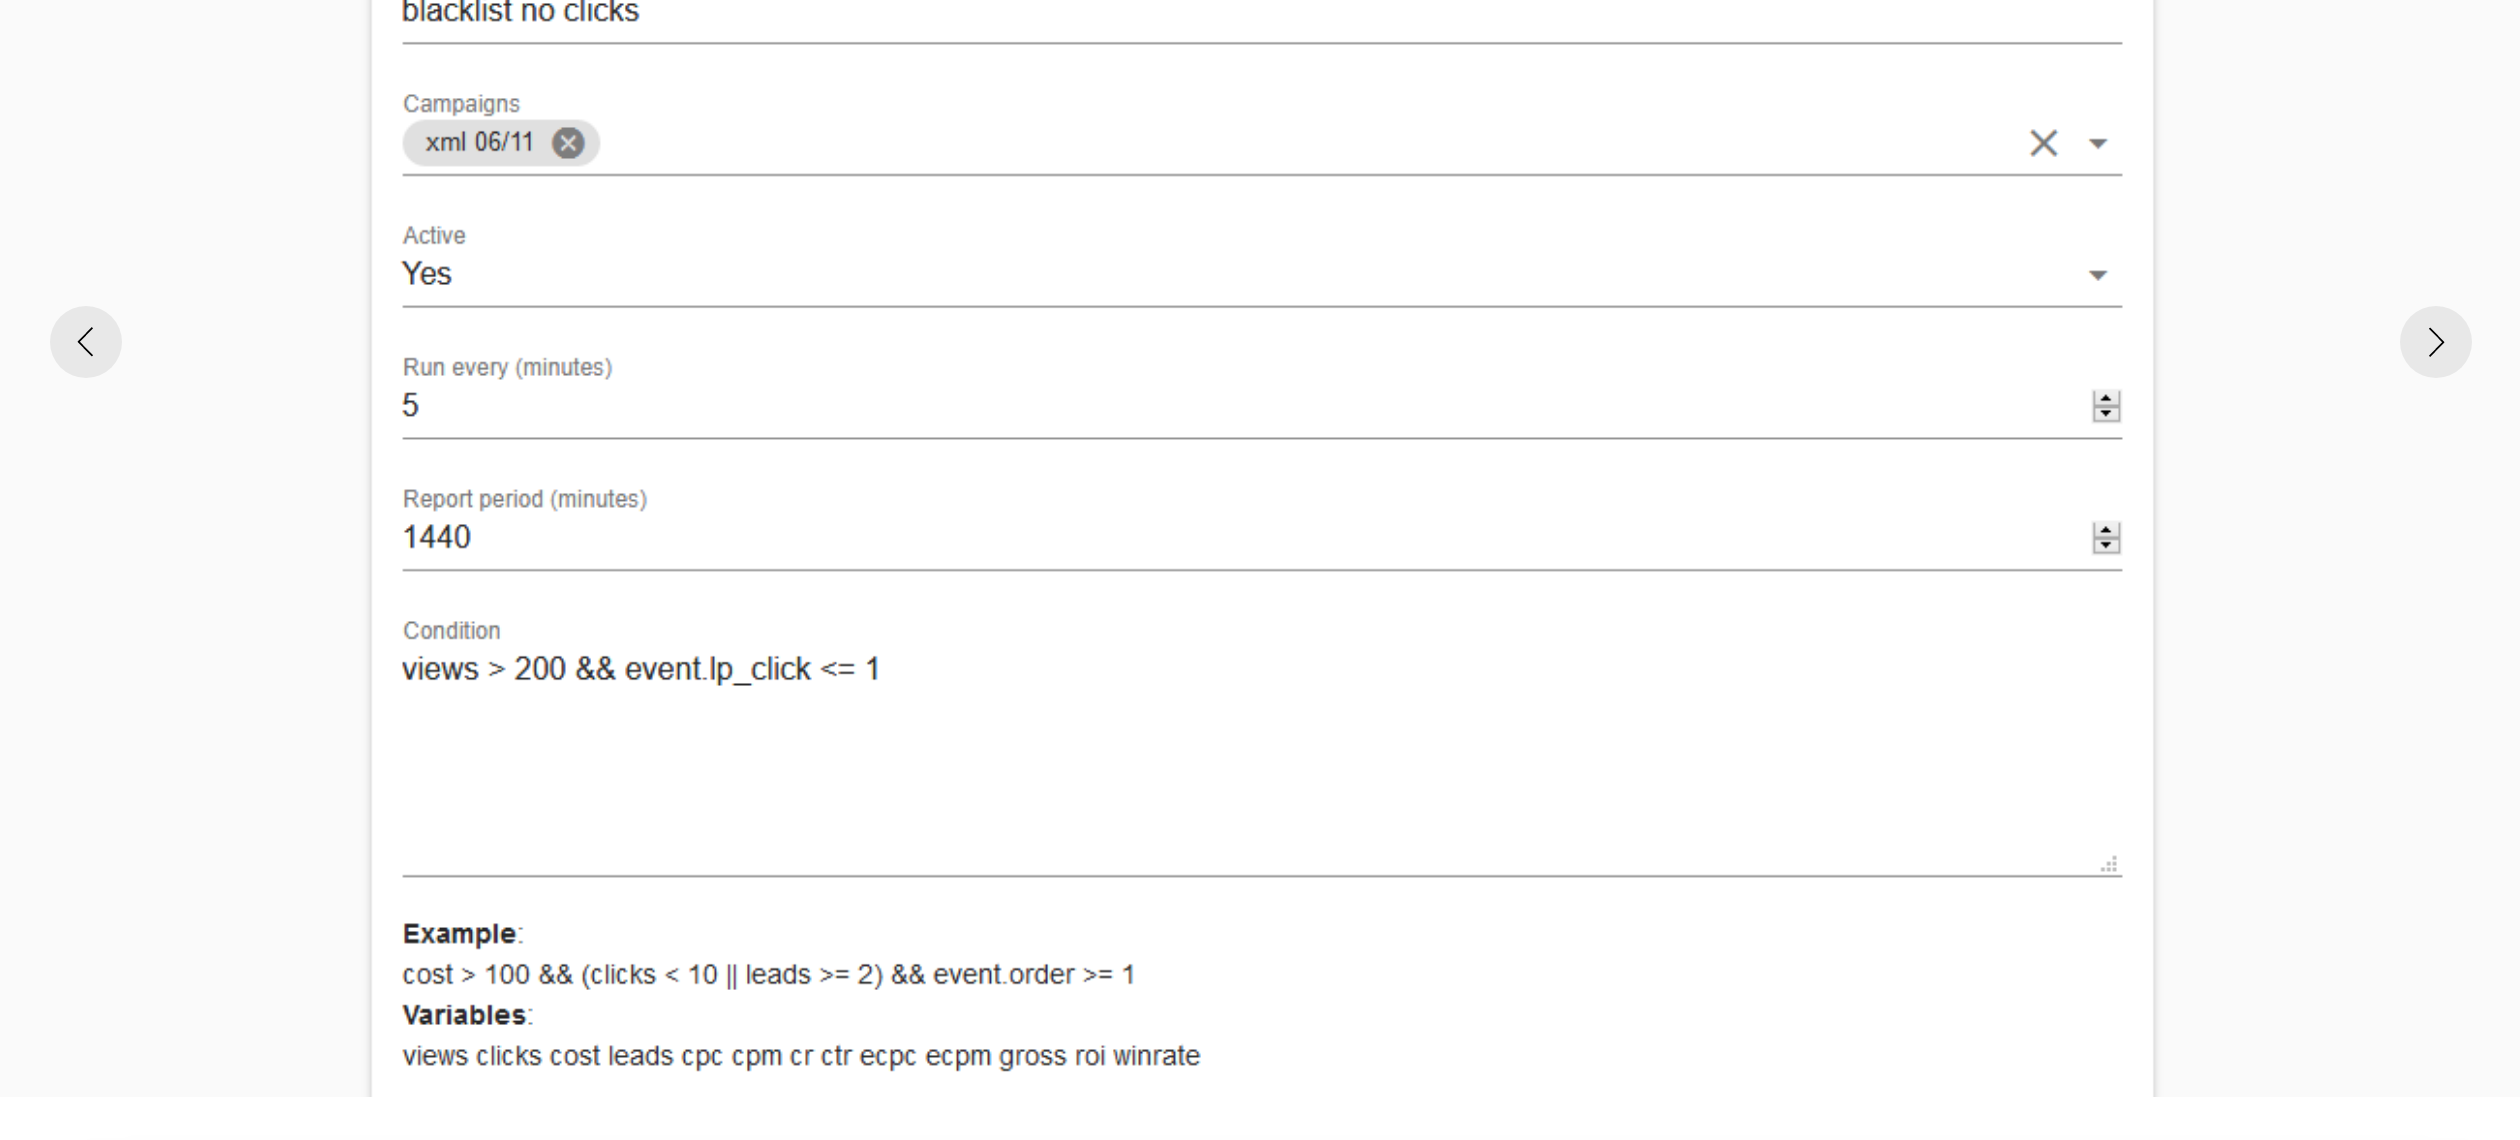 blacklist no clicks
Campaigns
xml 06/11
Active
Yes
Run every (minutes)
5
Report period (minutes)
1440
Condition
views > 200 && event.lp_click <= 1
Example:
cost > 100 && (clicks < 10 || leads >= 2) && event.order >= 1
Variables:
views clicks cost leads cpc cpm cr ctr ecpc ecpm gross roi winrate